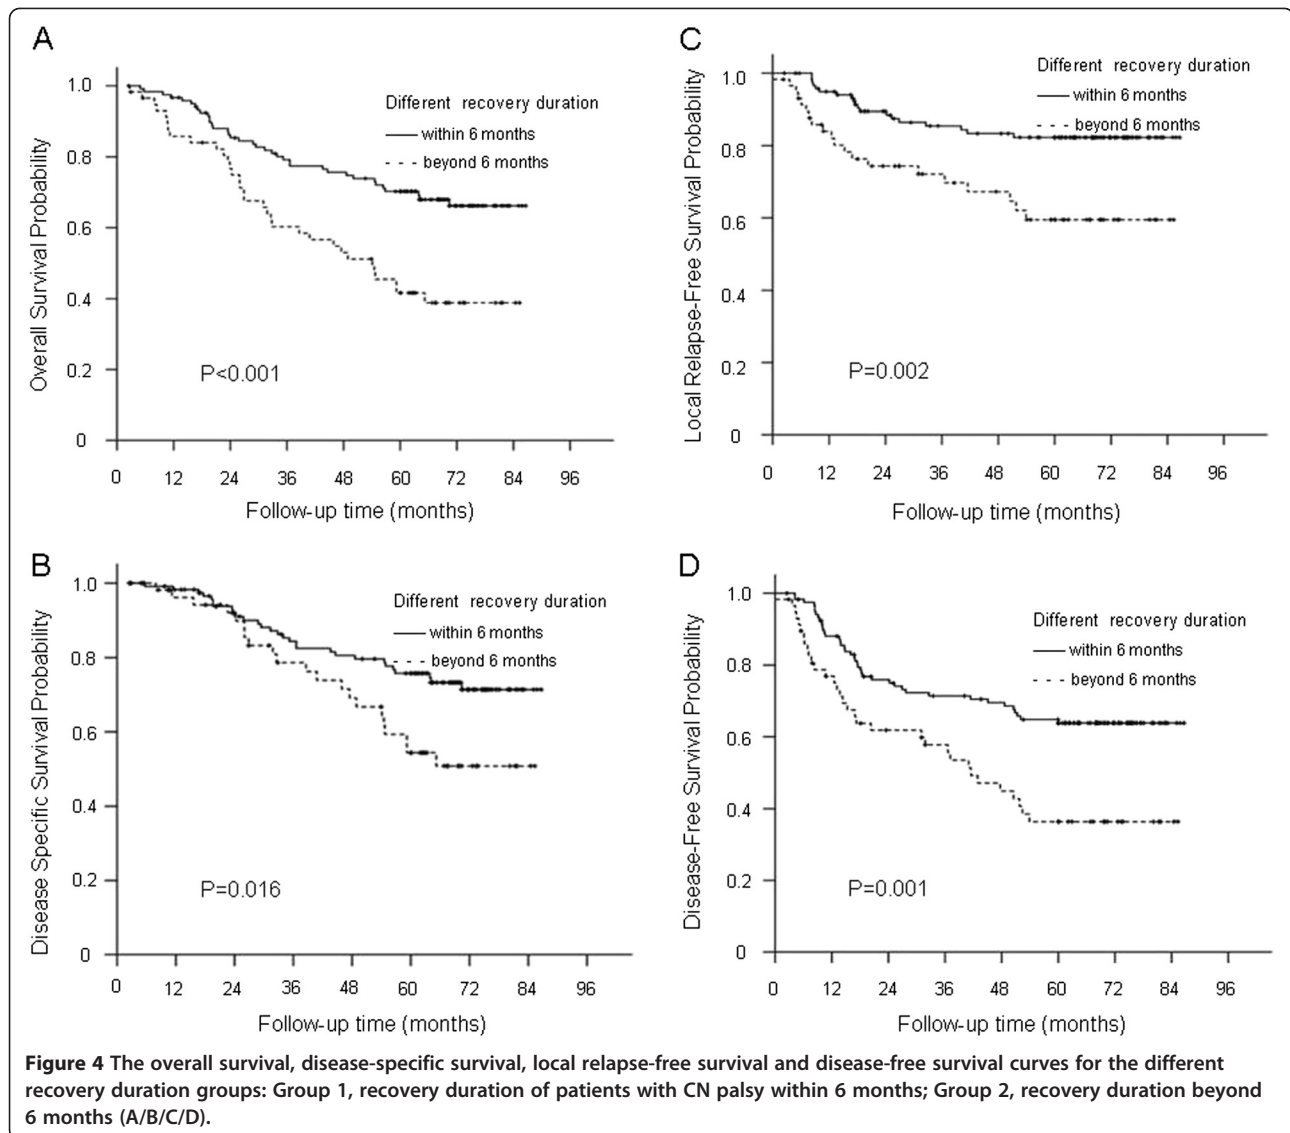 A
Overall Survival Probability
1.0
0.8
0.6
0.4
0.2
0
Different recovery duration
within 6 months
beyond 6 months
P<0.001
0 12 24 36 48 60 72 84 96
Follow-up time (months)
C
Local Relapse-Free Survival Probability
1.0
0.8
0.6
0.4
0.2
0
Different recovery duration
within 6 months
beyond 6 months
P=0.002
0 12 24 36 48 60 72 84 96
Follow-up time (months)
B
Disease Specific Survival Probability
1.0
0.8
0.6
0.4
0.2
0
Different recovery duration
within 6 months
beyond 6 months
P=0.016
0 12 24 36 48 60 72 84 96
Follow-up time (months)
D
Disease-Free Survival Probability
1.0
0.8
0.6
0.4
0.2
0
Different recovery duration
within 6 months
beyond 6 months
P=0.001
0 12 24 36 48 60 72 84 96
Follow-up time (months)
Figure 4 The overall survival, disease-specific survival, local relapse-free survival and disease-free survival curves for the different
recovery duration groups: Group 1, recovery duration of patients with CN palsy within 6 months; Group 2, recovery duration beyond
6 months (A/B/C/D).